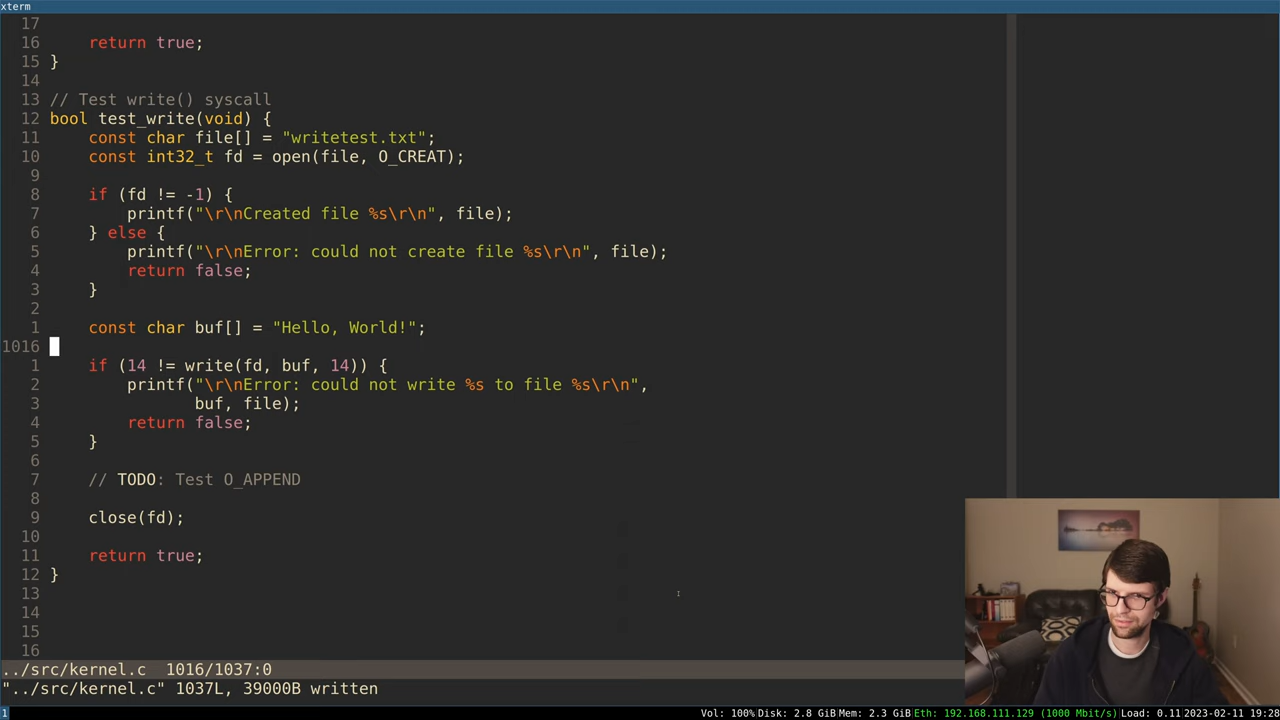 xterm
17
16     return true;
15 }
14
13 // Test write() syscall
12 bool test_write(void) {
11     const char file[] = "writetest.txt";
10     const int32_t fd = open(file, O_CREAT);
9
8     if (fd != -1) {
7         printf("\r\nCreated file %s\r\n", file);
6     } else {
5         printf("\r\nError: could not create file %s\r\n", file);
4         return false;
3     }
2
1     const char buf[] = "Hello, World!";
1016
1     if (14 != write(fd, buf, 14)) {
2         printf("\r\nError: could not write %s to file %s\r\n",
3                buf, file);
4         return false;
5     }
6
7     // TODO: Test O_APPEND
8
9     close(fd);
10
11     return true;
12 }
13
14
15
16
../src/kernel.c  1016/1037:0
"../src/kernel.c" 1037L, 39000B written
1 Vol: 100% Disk: 2.8 GiB Mem: 2.3 GiB Eth: 192.168.111.129 (1000 Mbit/s) Load: 0.11 2023-02-11 19:28